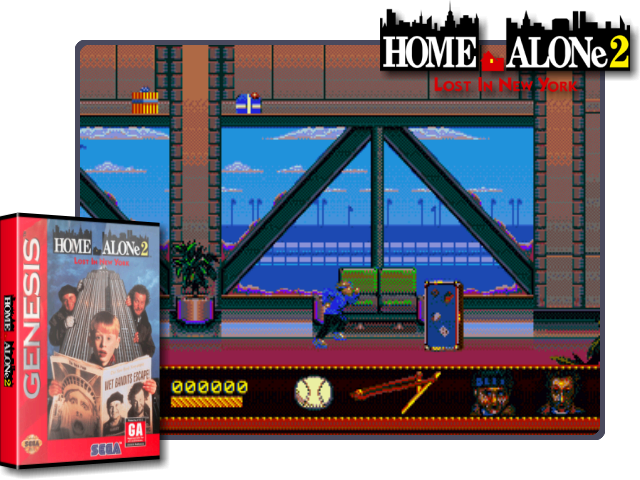 HOME ALONe 2
LOST IN NEW YORK
GENESIS
HOME ALONe 2
HOME ALONe 2
LOST IN NEW YORK
WET BANDITS ESCAPE!
SEGA
GA
000000